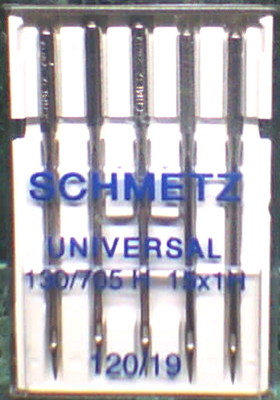 SCHMETZ
UNIVERSAL
130/705 H 15x1H
120/19